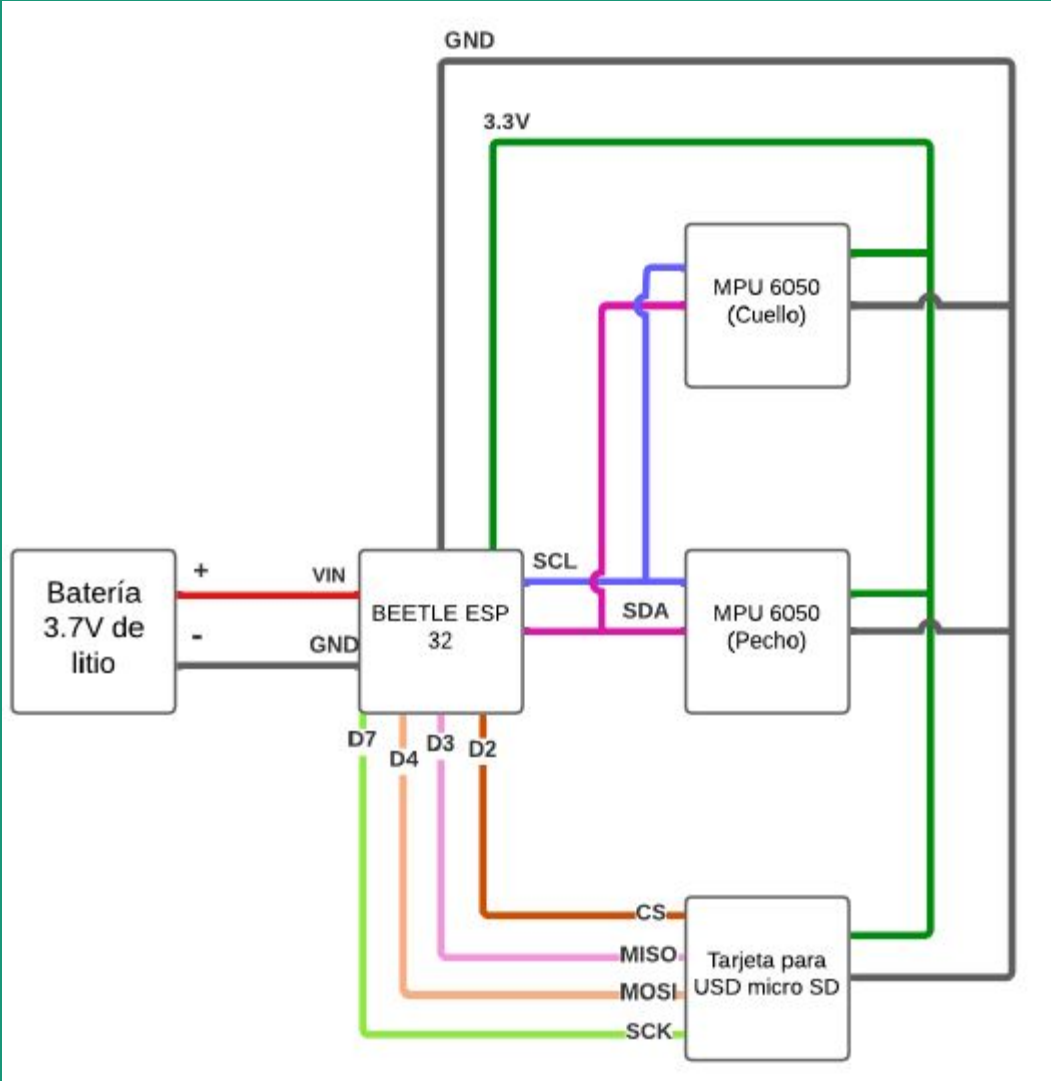 GND
3.3V
MPU 6050
(Cuello)
SCL
+
VIN
Batería
3.7V de
litio
BEETLE ESP
32
SDA
MPU 6050
(Pecho)
-
GND
D7
D4
D3
D2
CS
MISO
MOSI
SCK
Tarjeta para
USD micro SD